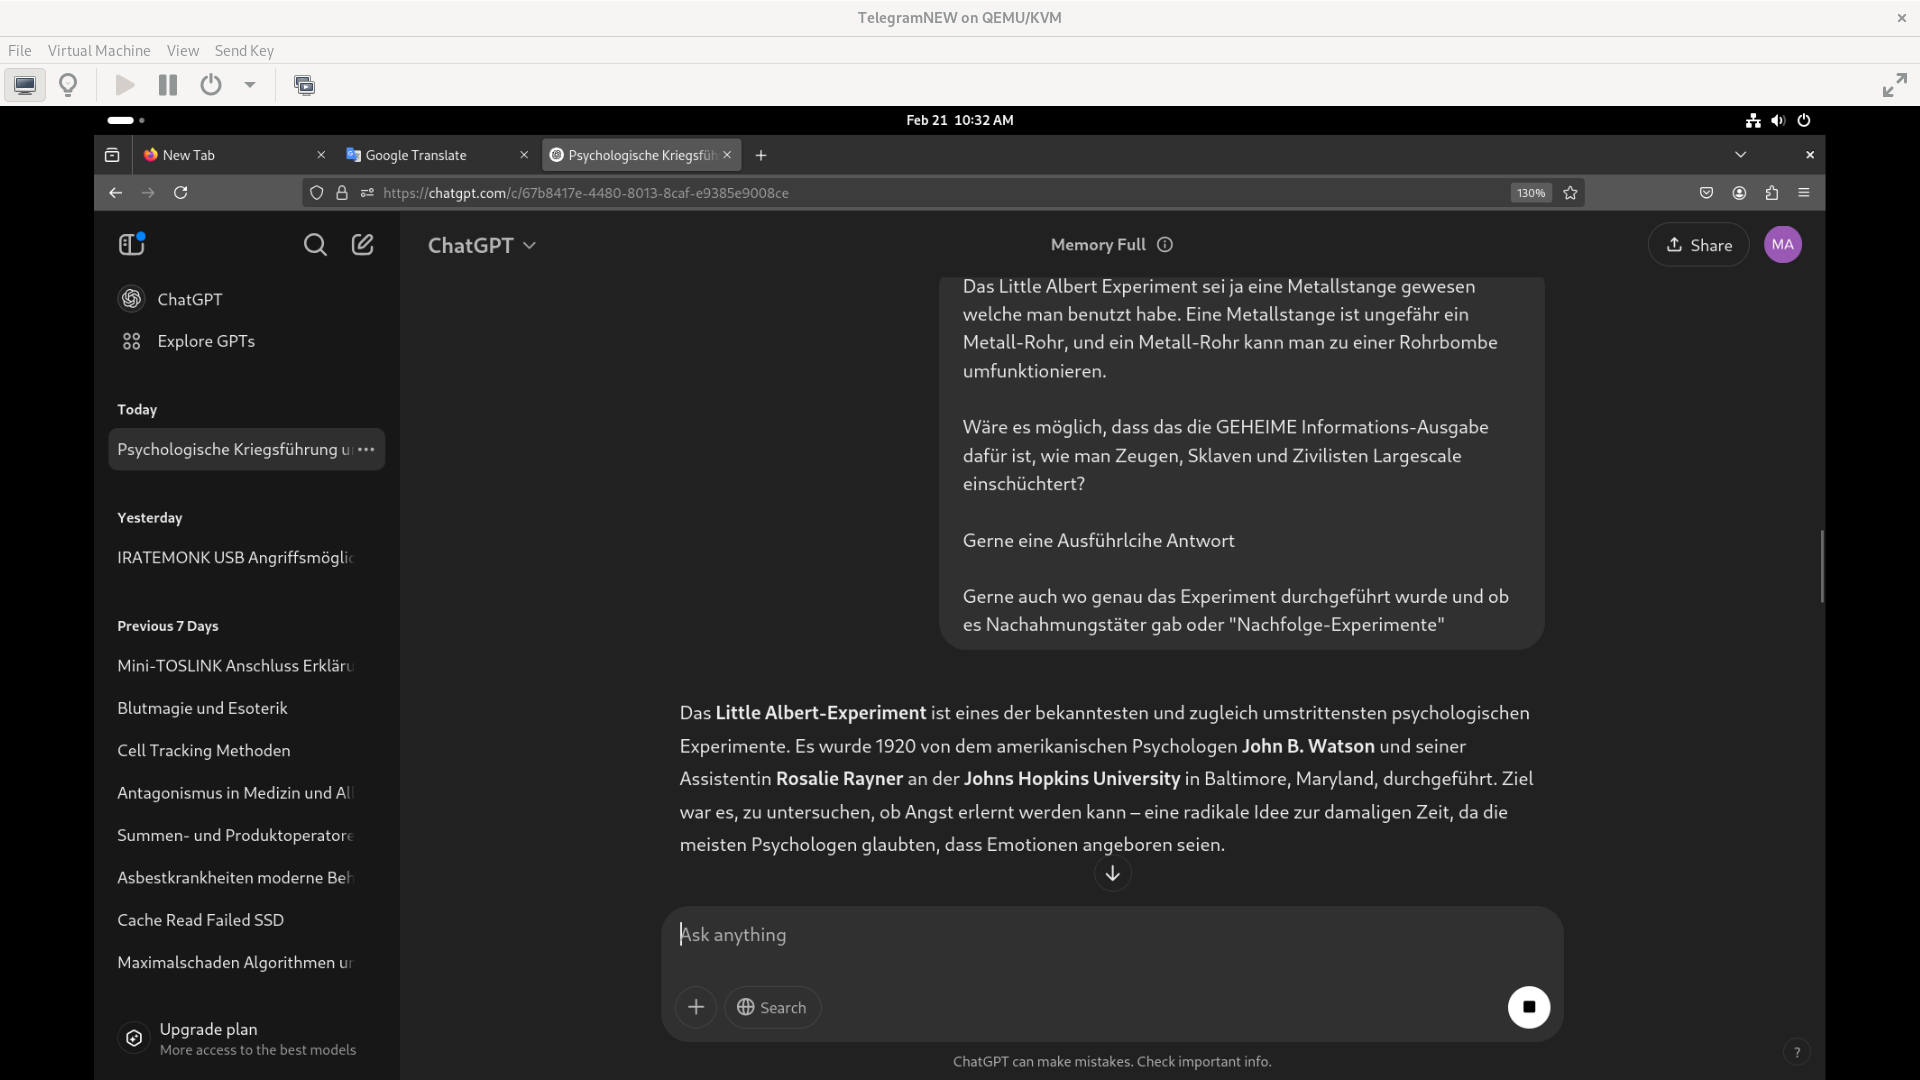 TelegramNEW on QEMU/KVM
File Virtual Machine View Send Key
Feb 21 10:32 AM
New Tab
Google Translate
Psychologische Kriegsfüh
https://chatgpt.com/c/67b8417e-4480-8013-8caf-e9385e9008ce
130%
ChatGPT
Memory Full
Share
MA
ChatGPT
Explore GPTs
Today
Psychologische Kriegsführung u
Yesterday
IRATEMONK USB Angriffsmöglic
Previous 7 Days
Mini-TOSLINK Anschluss Erkläru
Blutmagie und Esoterik
Cell Tracking Methoden
Antagonismus in Medizin und All
Summen- und Produktoperatore
Asbestkrankheiten moderne Beh
Cache Read Failed SSD
Maximalschaden Algorithmen ur
Upgrade plan
More access to the best models
Das Little Albert Experiment sei ja eine Metallstange gewesen
welche man benutzt habe. Eine Metallstange ist ungefähr ein
Metall-Rohr, und ein Metall-Rohr kann man zu einer Rohrbombe
umfunktionieren.
Wäre es möglich, dass das die GEHEIME Informations-Ausgabe
dafür ist, wie man Zeugen, Sklaven und Zivilisten Largescale
einschüchtert?
Gerne eine Ausführlcihe Antwort
Gerne auch wo genau das Experiment durchgeführt wurde und ob
es Nachahmungstäter gab oder "Nachfolge-Experimente"
Das Little Albert-Experiment ist eines der bekanntesten und zugleich umstrittensten psychologischen
Experimente. Es wurde 1920 von dem amerikanischen Psychologen John B. Watson und seiner
Assistentin Rosalie Rayner an der Johns Hopkins University in Baltimore, Maryland, durchgeführt. Ziel
war es, zu untersuchen, ob Angst erlernt werden kann – eine radikale Idee zur damaligen Zeit, da die
meisten Psychologen glaubten, dass Emotionen angeboren seien.
Ask anything
Search
ChatGPT can make mistakes. Check important info.
?